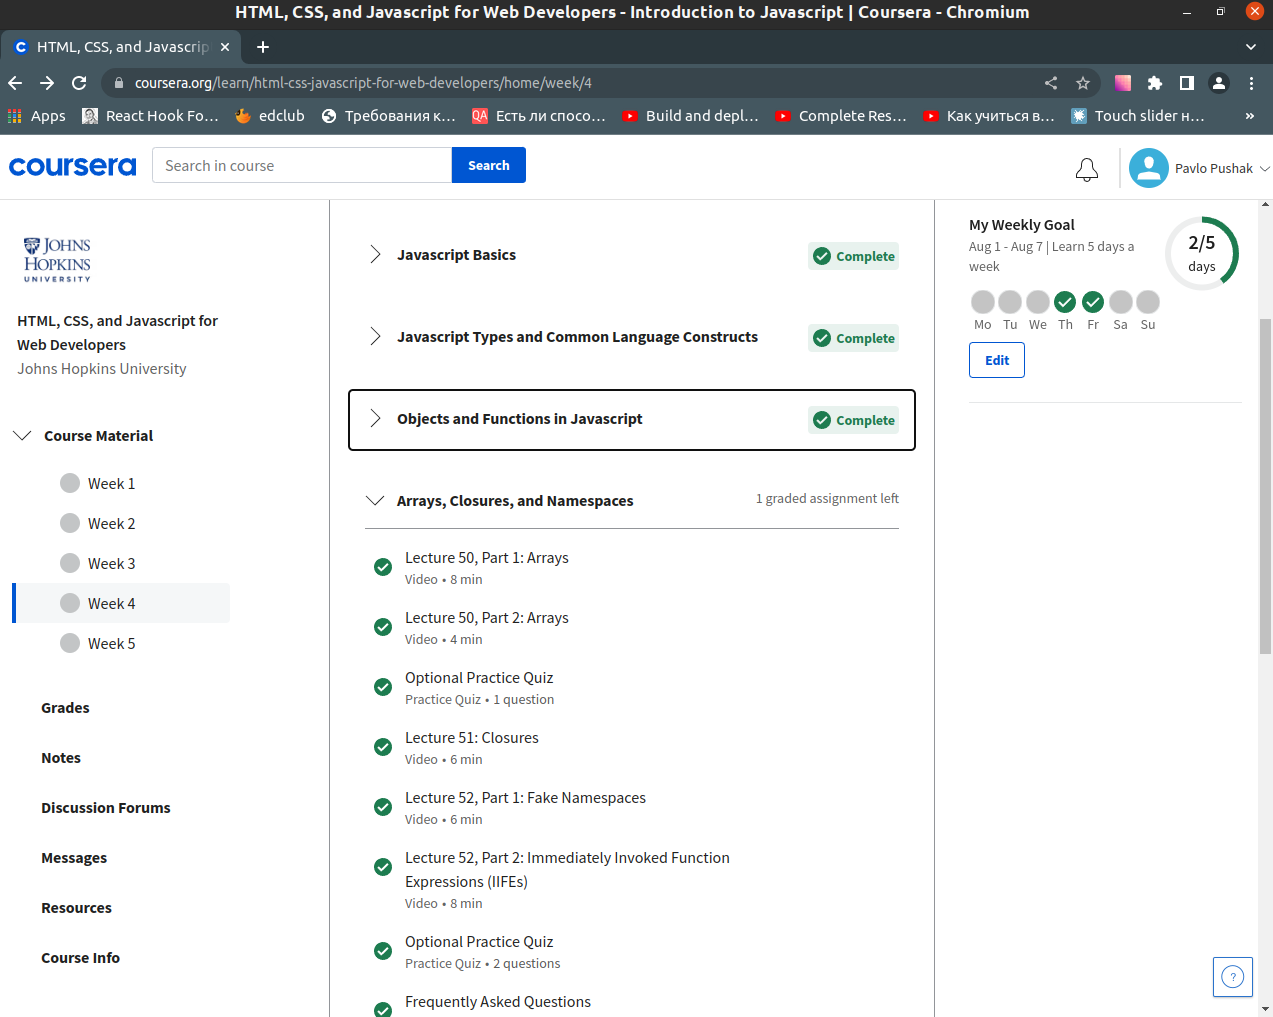 HTML, CSS, and Javascript for Web Developers - Introduction to Javascript | Coursera - Chromium
HTML, CSS, and Javascrip
coursera.org/learn/html-css-javascript-for-web-developers/home/week/4
Apps
React Hook Fo...
edclub
Требования к...
QA
Есть ли спосо...
Build and depl...
Complete Res...
Как учиться в...
Touch slider н...
»
coursera
Search in course
Search
Pavlo Pushak
JOHNS
HOPKINS
UNIVERSITY
HTML, CSS, and Javascript for
Web Developers
Johns Hopkins University
Course Material
Week 1
Week 2
Week 3
Week 4
Week 5
Grades
Notes
Discussion Forums
Messages
Resources
Course Info
Javascript Basics
Complete
Javascript Types and Common Language Constructs
Complete
Objects and Functions in Javascript
Complete
Arrays, Closures, and Namespaces
1 graded assignment left
Lecture 50, Part 1: Arrays
Video • 8 min
Lecture 50, Part 2: Arrays
Video • 4 min
Optional Practice Quiz
Practice Quiz • 1 question
Lecture 51: Closures
Video • 6 min
Lecture 52, Part 1: Fake Namespaces
Video • 6 min
Lecture 52, Part 2: Immediately Invoked Function
Expressions (IIFEs)
Video • 8 min
Optional Practice Quiz
Practice Quiz • 2 questions
Frequently Asked Questions
My Weekly Goal
Aug 1 - Aug 7 | Learn 5 days a
week
2/5
days
Mo Tu We Th Fr Sa Su
Edit
?